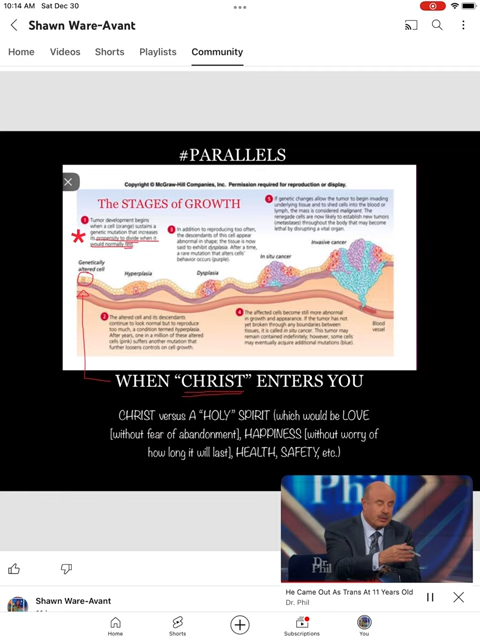 10:14 AM Sat Dec 30
Shawn Ware-Avant
Home Videos Shorts Playlists Community
#PARALLELS
Copyright © McGraw-Hill Companies, Inc. Permission required for reproduction or display.
The STAGES of GROWTH
1 Tumor development begins
when a cell (orange) sustains a
genetic mutation that increases
its propensity to divide when it
would normally rest.
Genetically
altered cell
Hyperplasia
3 In addition to reproducing too often,
the descendants of this cell appear
abnormal in shape; the tissue is now
said to exhibit dysplasia. After a time,
a rare mutation that alters cells'
behavior occurs (purple)
Dysplasia
In situ cancer
5 If genetic changes allow the tumor to begin invading
underlying tissue and to shed cells into the blood or
lymph, the mass is considered malignant. The
renegade cells are now likely to establish new tumors
(metastases) throughout the body that may become
lethal by disrupting a vital organ.
Invasive cancer
2 The altered cell and its descendants
continue to look normal but to reproduce
too much, a condition termed hyperplasia.
After years, one in a million of these altered
cells (pink) suffers another mutation that
further loosens controls on cell growth.
4 The affected cells become still more abnormal
in growth and appearance. If the tumor has not
yet broken through any boundaries between
tissues, it is called in situ cancer. This tumor may
remain contained indefinitely; however, some cells
may eventually acquire additional mutations (blue).
Blood
vessel
WHEN "CHRIST" ENTERS YOU
CHRIST versus A "HOLY" SPIRIT (which would be LOVE
[without fear of abandonment], HAPPINESS [without worry of
how long it will last], HEALTH, SAFETY, etc.)
Phil
Dr.
Phil
He Came Out As Trans At 11 Years Old
Dr. Phil
Shawn Ware-Avant
Home Shorts Subscriptions You